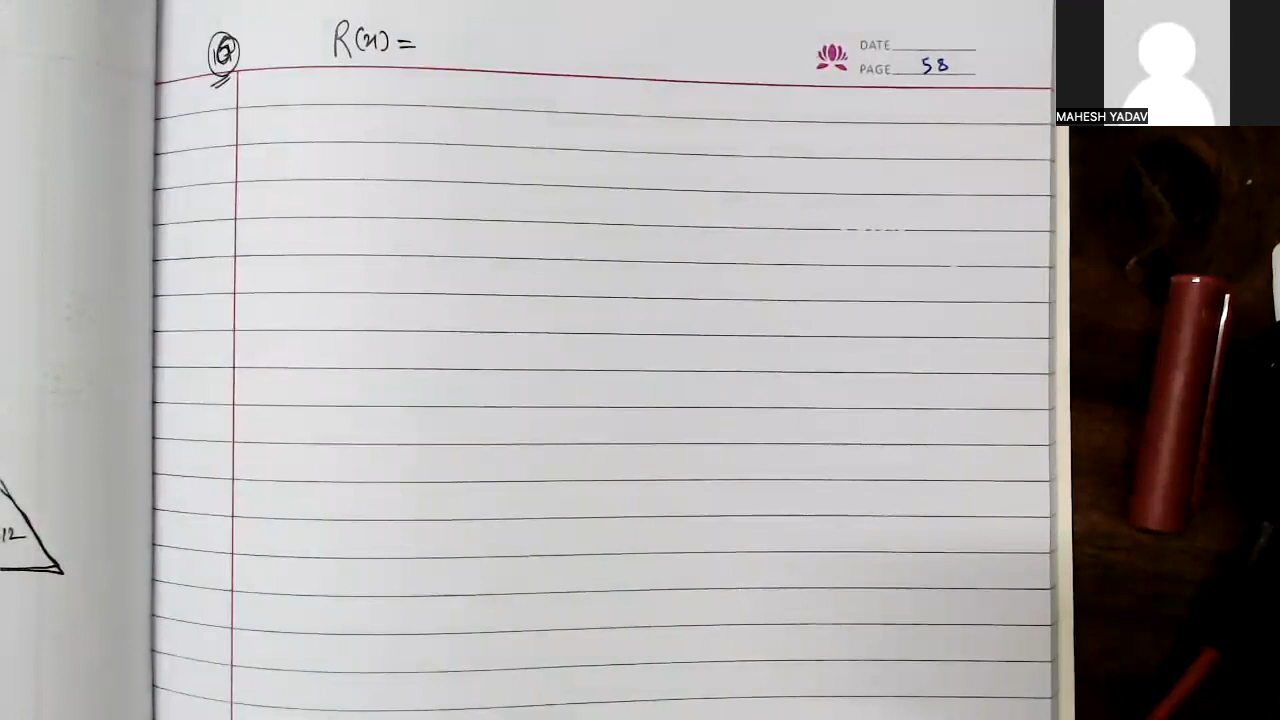 Q R(x) =
DATE
PAGE 58
MAHESH YADAV
12